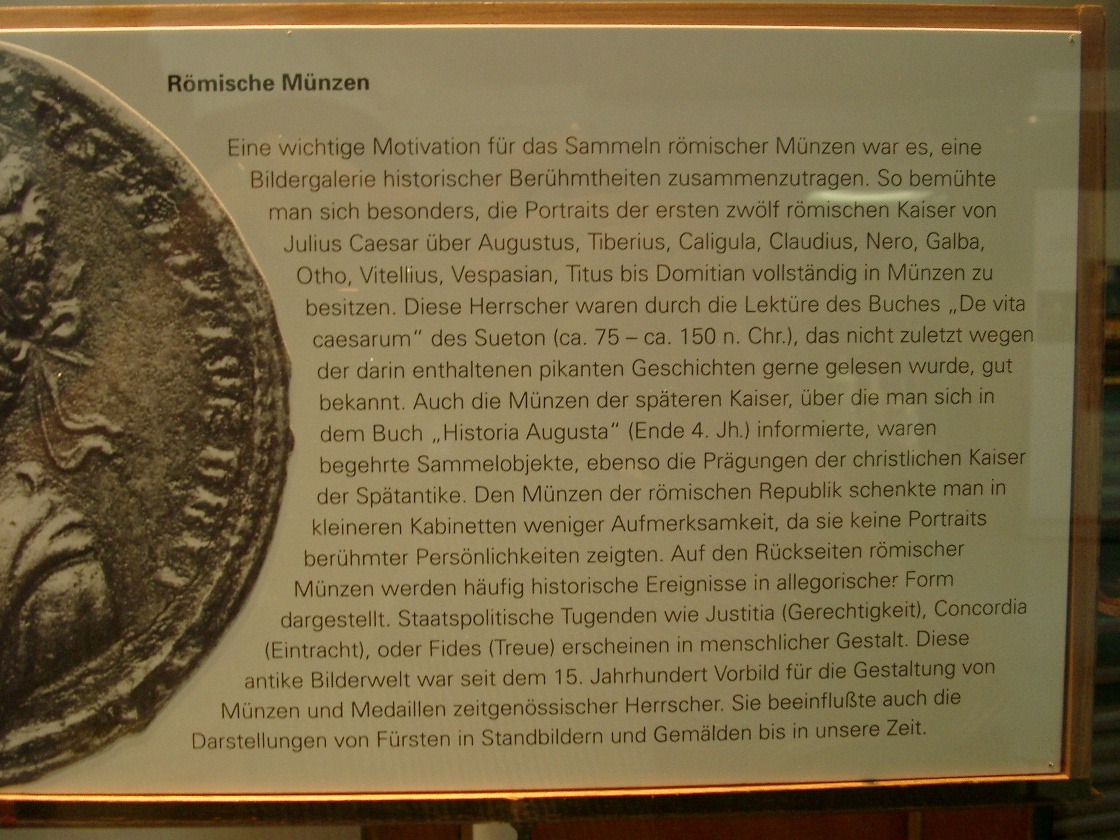 Römische Münzen
Eine wichtige Motivation für das Sammeln römischer Münzen war es, eine
Bildergalerie historischer Berühmtheiten zusammenzutragen. So bemühte
man sich besonders, die Portraits der ersten zwölf römischen Kaiser von
Julius Caesar über Augustus, Tiberius, Caligula, Claudius, Nero, Galba,
Otho, Vitellius, Vespasian, Titus bis Domitian vollständig in Münzen zu
besitzen. Diese Herrscher waren durch die Lektüre des Buches „De vita
caesarum“ des Sueton (ca. 75 – ca. 150 n. Chr.), das nicht zuletzt wegen
der darin enthaltenen pikanten Geschichten gerne gelesen wurde, gut
bekannt. Auch die Münzen der späteren Kaiser, über die man sich in
dem Buch „Historia Augusta“ (Ende 4. Jh.) informierte, waren
begehrte Sammelobjekte, ebenso die Prägungen der christlichen Kaiser
der Spätantike. Den Münzen der römischen Republik schenkte man in
kleineren Kabinetten weniger Aufmerksamkeit, da sie keine Portraits
berühmter Persönlichkeiten zeigten. Auf den Rückseiten römischer
Münzen werden häufig historische Ereignisse in allegorischer Form
dargestellt. Staatspolitische Tugenden wie Justitia (Gerechtigkeit), Concordia
(Eintracht), oder Fides (Treue) erscheinen in menschlicher Gestalt. Diese
antike Bilderwelt war seit dem 15. Jahrhundert Vorbild für die Gestaltung von
Münzen und Medaillen zeitgenössischer Herrscher. Sie beeinflußte auch die
Darstellungen von Fürsten in Standbildern und Gemälden bis in unsere Zeit.